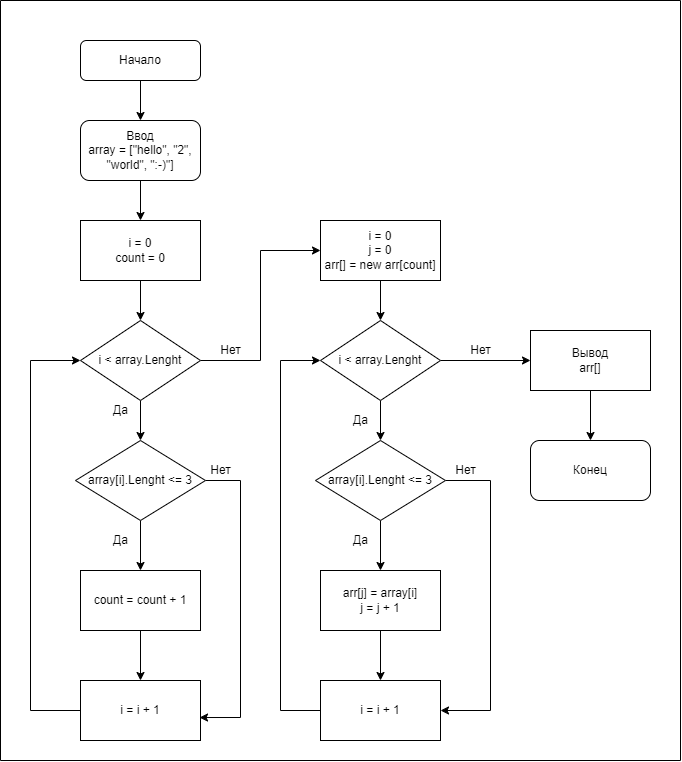 Начало
Ввод
array = ["hello", "2",
"world", ":-)"]
i = 0
count = 0
i < array.Lenght
Нет
Да
array[i].Lenght <= 3
Нет
Да
count = count + 1
i = i + 1
i = 0
j = 0
arr[] = new arr[count]
i < array.Lenght
Нет
Да
array[i].Lenght <= 3
Нет
Да
arr[j] = array[i]
j = j + 1
i = i + 1
Вывод
arr[]
Конец